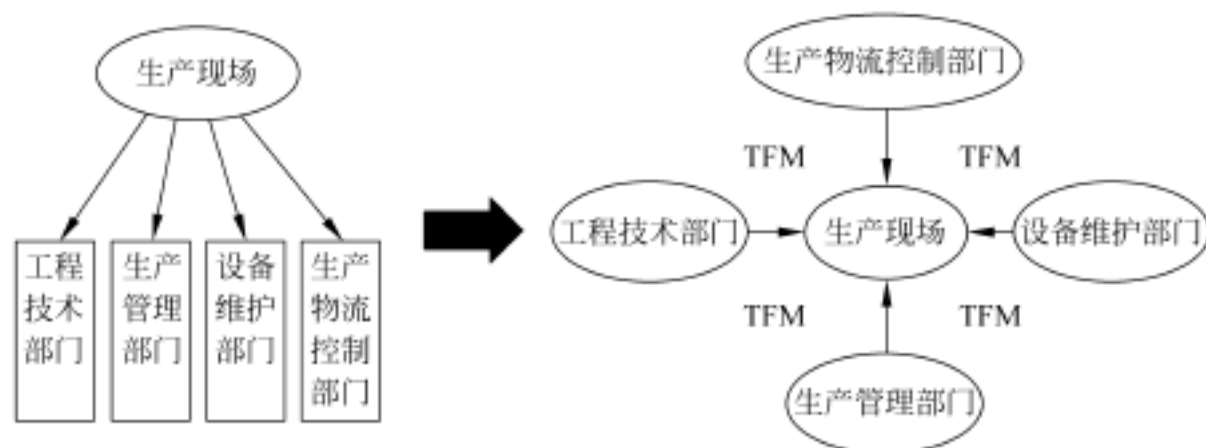 生产现场
工程
技术
部门
生产
管理
部门
设备
维护
部门
生产
物流
控制
部门
生产物流控制部门
TFM
TFM
工程技术部门
生产现场
设备维护部门
TFM
TFM
生产管理部门